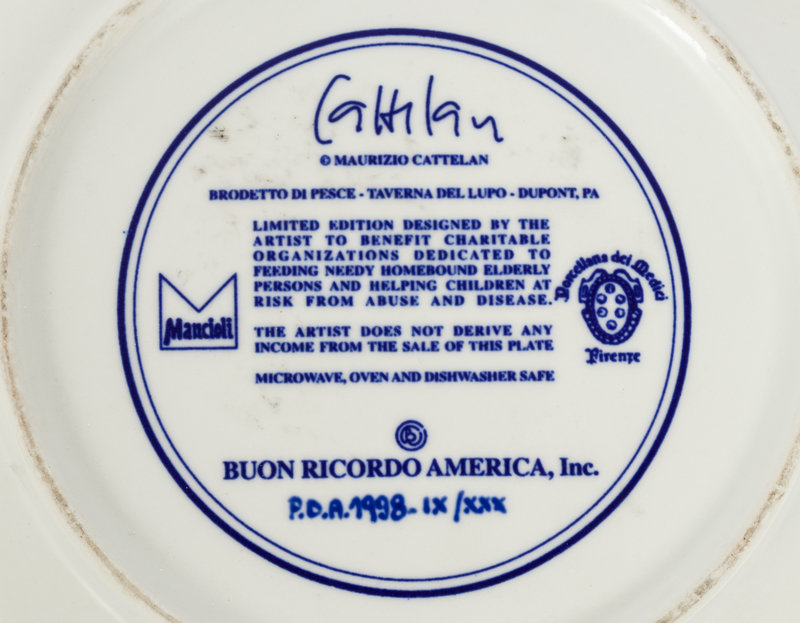 Cattelan
© MAURIZIO CATTELAN
BRODETTO DI PESCE - TAVERNA DEL LUPO - DUPONT, PA
LIMITED EDITION DESIGNED BY THE
ARTIST TO BENEFIT CHARITABLE
ORGANIZATIONS DEDICATED TO
FEEDING NEEDY HOMEBOUND ELDERLY
PERSONS AND HELPING CHILDREN AT
RISK FROM ABUSE AND DISEASE.
THE ARTIST DOES NOT DERIVE ANY
INCOME FROM THE SALE OF THIS PLATE
MICROWAVE, OVEN AND DISHWASHER SAFE
Mancioli
Porcellana dei Medici
Firenze
BUON RICORDO AMERICA, Inc.
P.D.A. 1998 - IX / XXX